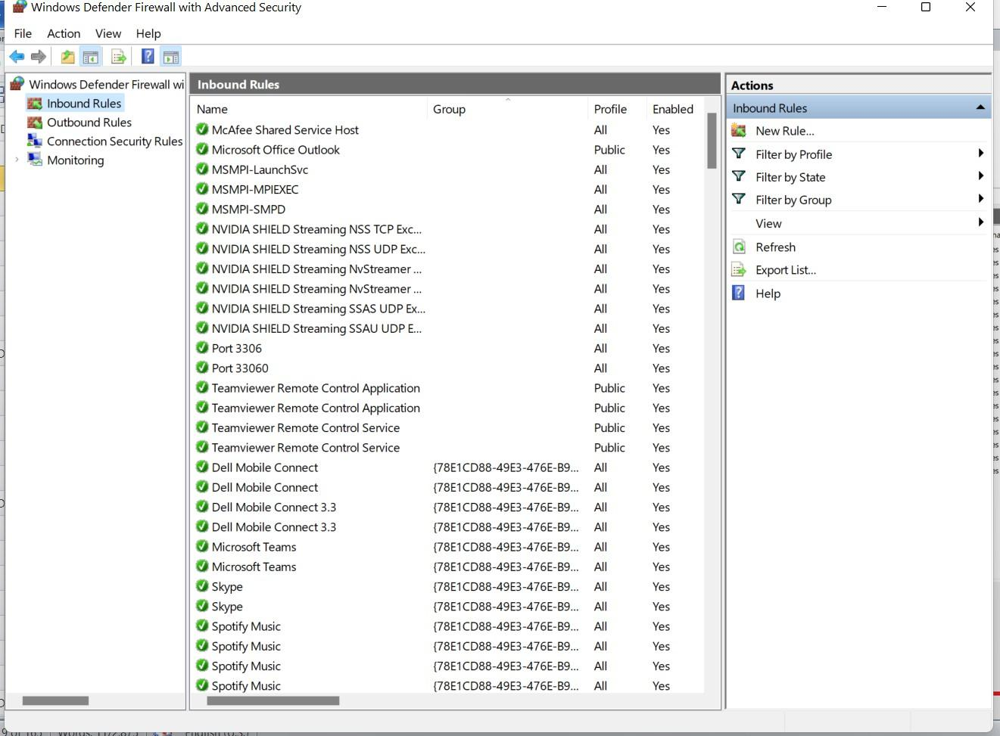 Windows Defender Firewall with Advanced Security
File Action View Help
Windows Defender Firewall wi
Inbound Rules
Outbound Rules
Connection Security Rules
Monitoring
Inbound Rules
Name Group Profile Enabled
McAfee Shared Service Host All Yes
Microsoft Office Outlook Public Yes
MSMPI-LaunchSvc All Yes
MSMPI-MPIEXEC All Yes
MSMPI-SMPD All Yes
NVIDIA SHIELD Streaming NSS TCP Exc... All Yes
NVIDIA SHIELD Streaming NSS UDP Exc... All Yes
NVIDIA SHIELD Streaming NvStreamer ... All Yes
NVIDIA SHIELD Streaming NvStreamer ... All Yes
NVIDIA SHIELD Streaming SSAS UDP Ex... All Yes
NVIDIA SHIELD Streaming SSAU UDP E... All Yes
Port 3306 All Yes
Port 33060 All Yes
Teamviewer Remote Control Application Public Yes
Teamviewer Remote Control Application Public Yes
Teamviewer Remote Control Service Public Yes
Teamviewer Remote Control Service Public Yes
Dell Mobile Connect {78E1CD88-49E3-476E-B9... All Yes
Dell Mobile Connect {78E1CD88-49E3-476E-B9... All Yes
Dell Mobile Connect 3.3 {78E1CD88-49E3-476E-B9... All Yes
Dell Mobile Connect 3.3 {78E1CD88-49E3-476E-B9... All Yes
Microsoft Teams {78E1CD88-49E3-476E-B9... All Yes
Microsoft Teams {78E1CD88-49E3-476E-B9... All Yes
Skype {78E1CD88-49E3-476E-B9... All Yes
Skype {78E1CD88-49E3-476E-B9... All Yes
Spotify Music {78E1CD88-49E3-476E-B9... All Yes
Spotify Music {78E1CD88-49E3-476E-B9... All Yes
Spotify Music {78E1CD88-49E3-476E-B9... All Yes
Spotify Music {78E1CD88-49E3-476E-B9... All Yes
Actions
Inbound Rules
New Rule...
Filter by Profile
Filter by State
Filter by Group
View
Refresh
Export List...
Help